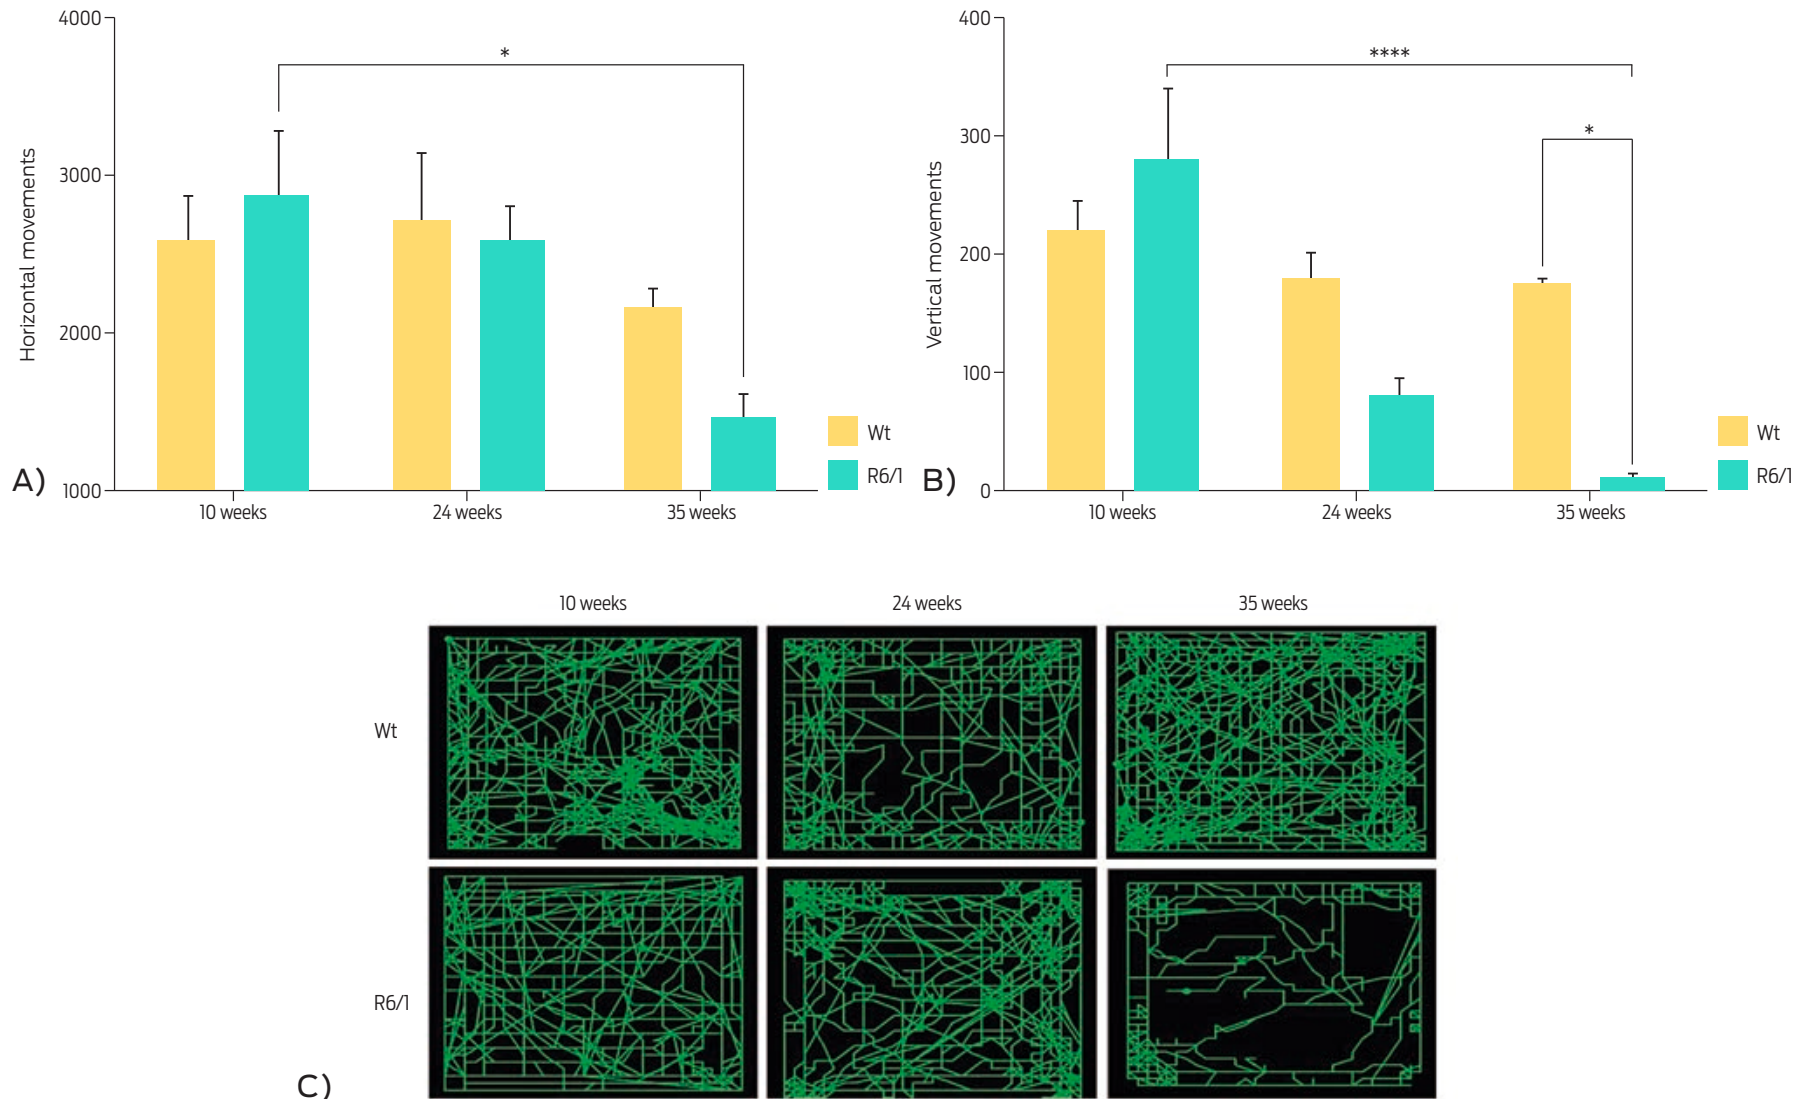 4000
3000
2000
1000
Horizontal movements
*
10 weeks
24 weeks
35 weeks
Wt
R6/1
A)
400
300
200
100
0
Vertical movements
****
*
10 weeks
24 weeks
35 weeks
Wt
R6/1
B)
10 weeks
24 weeks
35 weeks
Wt
R6/1
C)